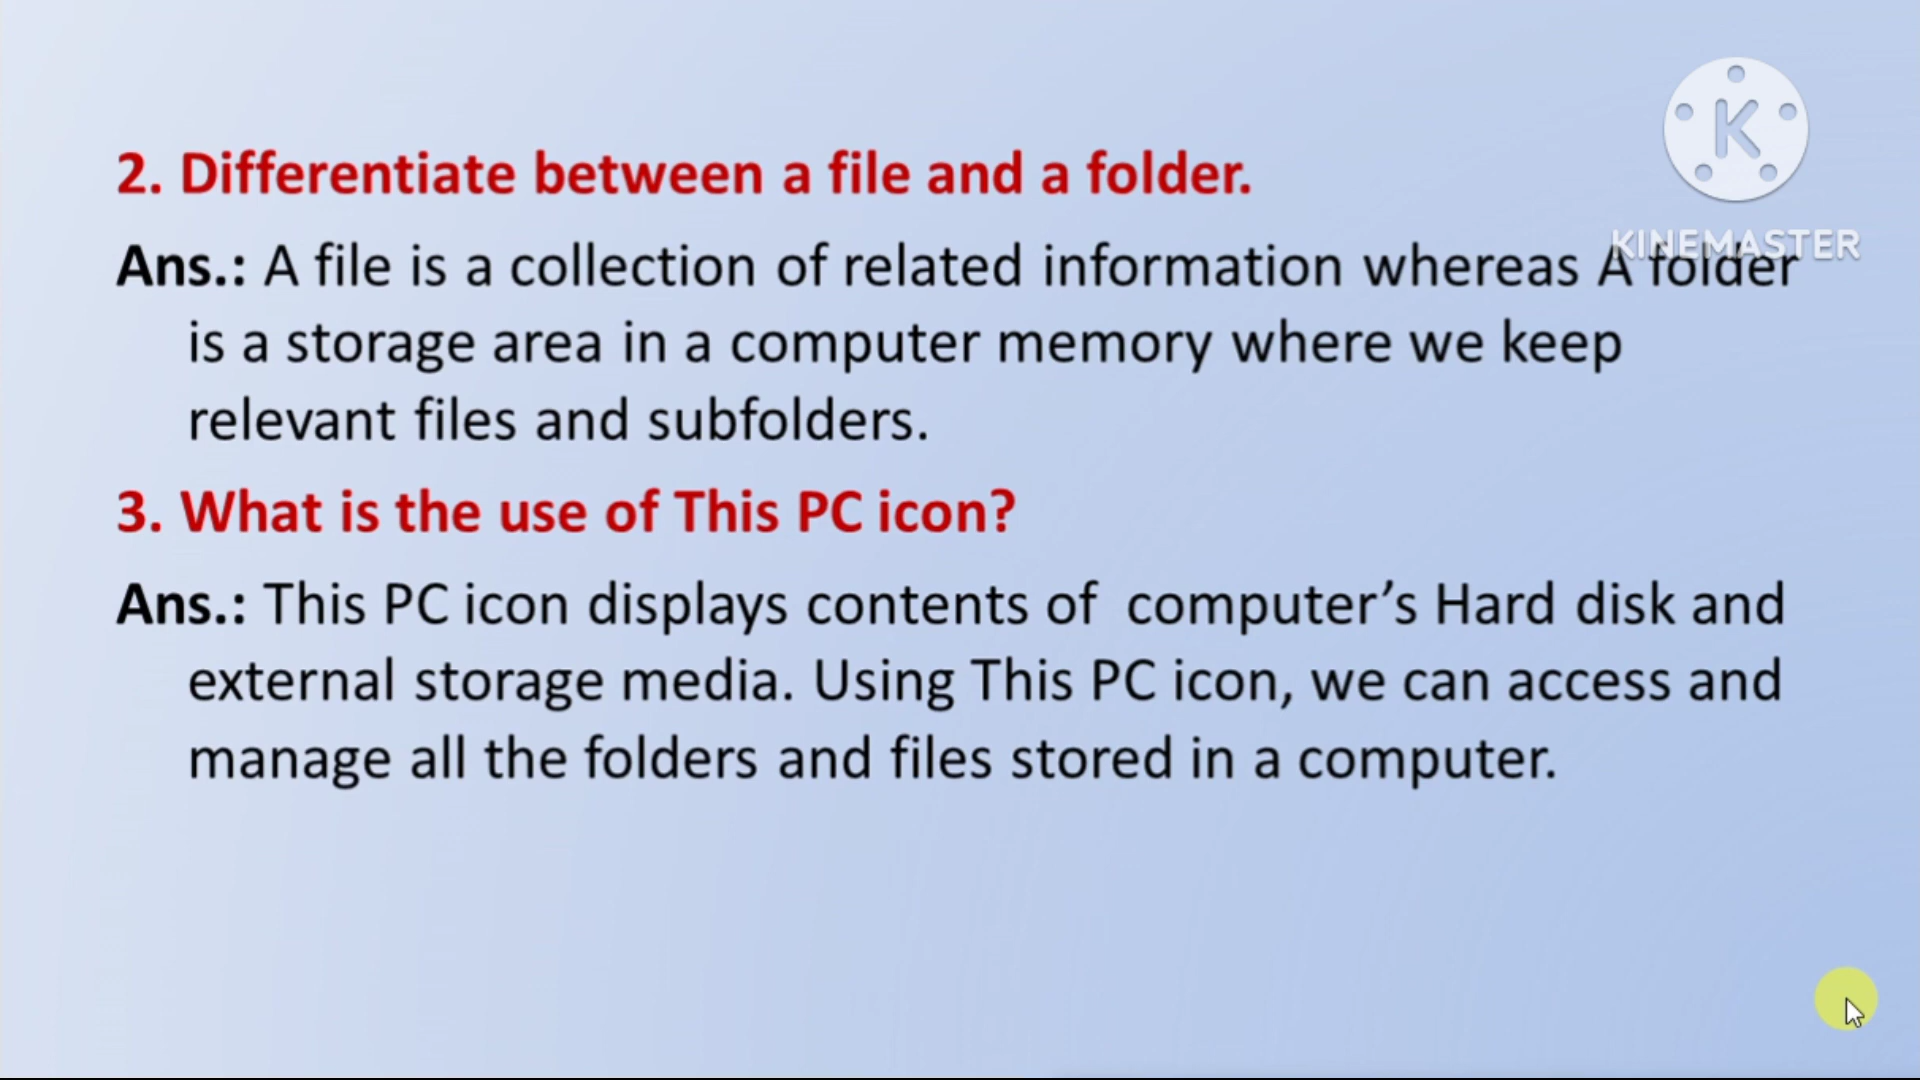 K
KINEMASTER
2. Differentiate between a file and a folder.
Ans.: A file is a collection of related information whereas A folder
is a storage area in a computer memory where we keep
relevant files and subfolders.
3. What is the use of This PC icon?
Ans.: This PC icon displays contents of computer’s Hard disk and
external storage media. Using This PC icon, we can access and
manage all the folders and files stored in a computer.